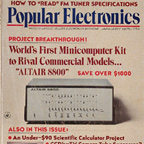 HOW TO "READ" FM TUNER SPECIFICATIONS
Popular Electronics
PROJECT BREAKTHROUGH!
World's First Minicomputer Kit
to Rival Commercial Models...
"ALTAIR 8800" SAVE OVER $1000
ALSO IN THIS ISSUE:
● An Under-$90 Scientific Calculator Project